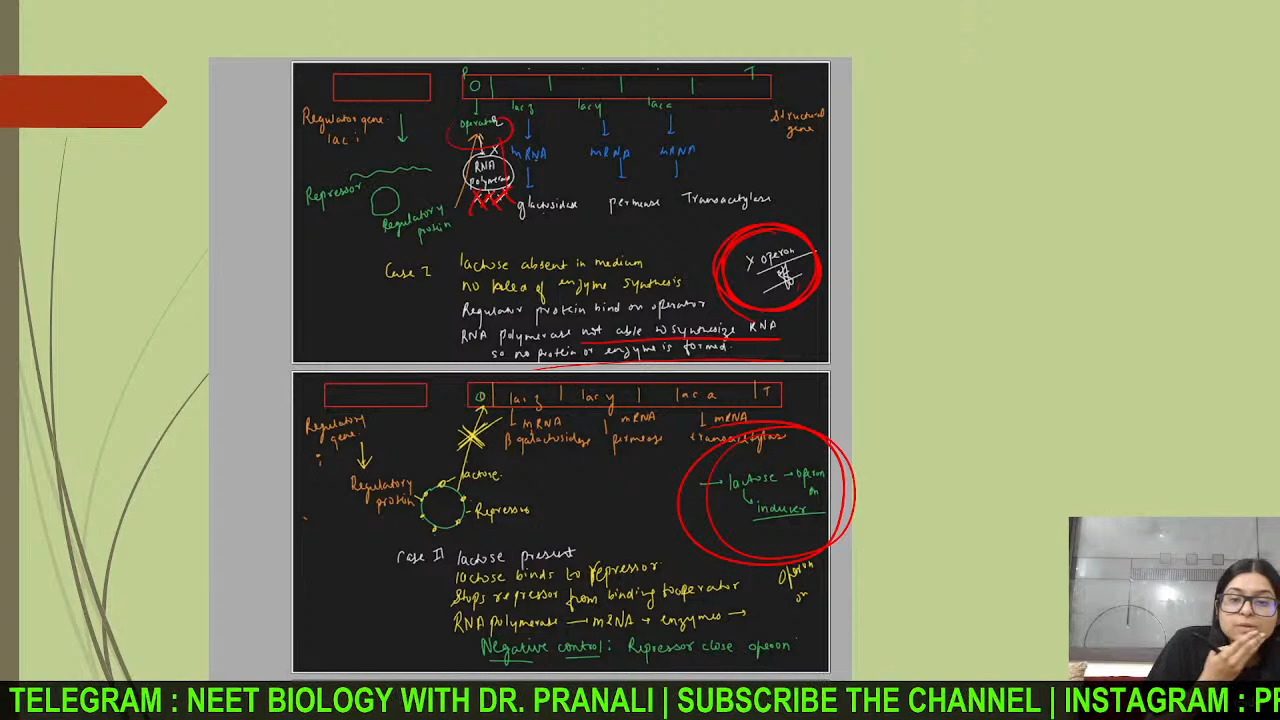 P T
O
Regulator gene
lac i
lac z lac y lac a
Structural
gene
operator
mRNA mRNA mRNA
RNA
polymerase
Repressor
Regulatory
protein
galactosidase permease Transacetylase
Case I
lactose absent in medium
no need of enzyme synthesis
Regulator protein bind on operator
RNA polymerase not able to synthesize RNA
so no protein or enzyme is formed.
X operon
off
O lac z lac y lac a T
Regulatory
gene
i
mRNA mRNA mRNA
β galactosidase permease transacetylase
Regulatory
protein
lactose
Repressor
lactose → operon
on
inducer
Case II lactose present
lactose binds to repressor.
Stops repressor from binding to operator
RNA polymerase → mRNA → enzymes →
operon
on
Negative control: Repressor close operon
TELEGRAM : NEET BIOLOGY WITH DR. PRANALI | SUBSCRIBE THE CHANNEL | INSTAGRAM : P